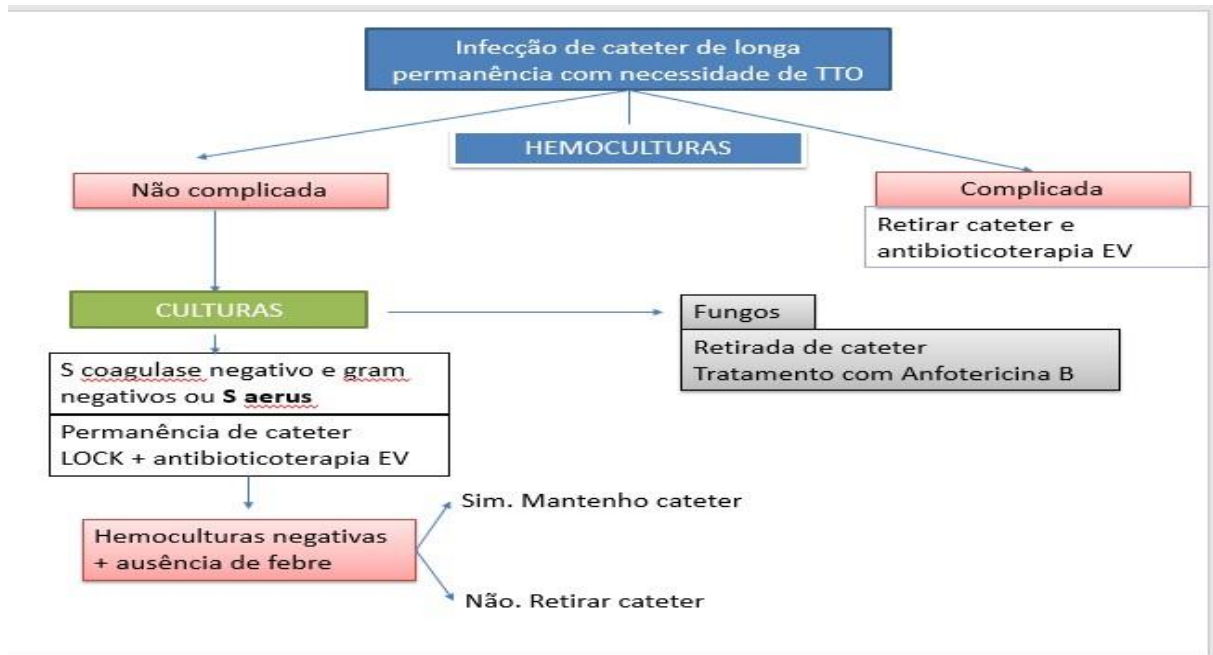 Infecção de cateter de longa
permanência com necessidade de TTO
HEMOCULTURAS
Não complicada
Complicada
Retirar cateter e
antibioticoterapia EV
CULTURAS
Fungos
Retirada de cateter
Tratamento com Anfotericina B
S coagulase negativo e gram
negativos ou S aerus
Permanência de cateter
LOCK + antibioticoterapia EV
Sim. Mantenho cateter
Hemoculturas negativas
+ ausência de febre
Não. Retirar cateter